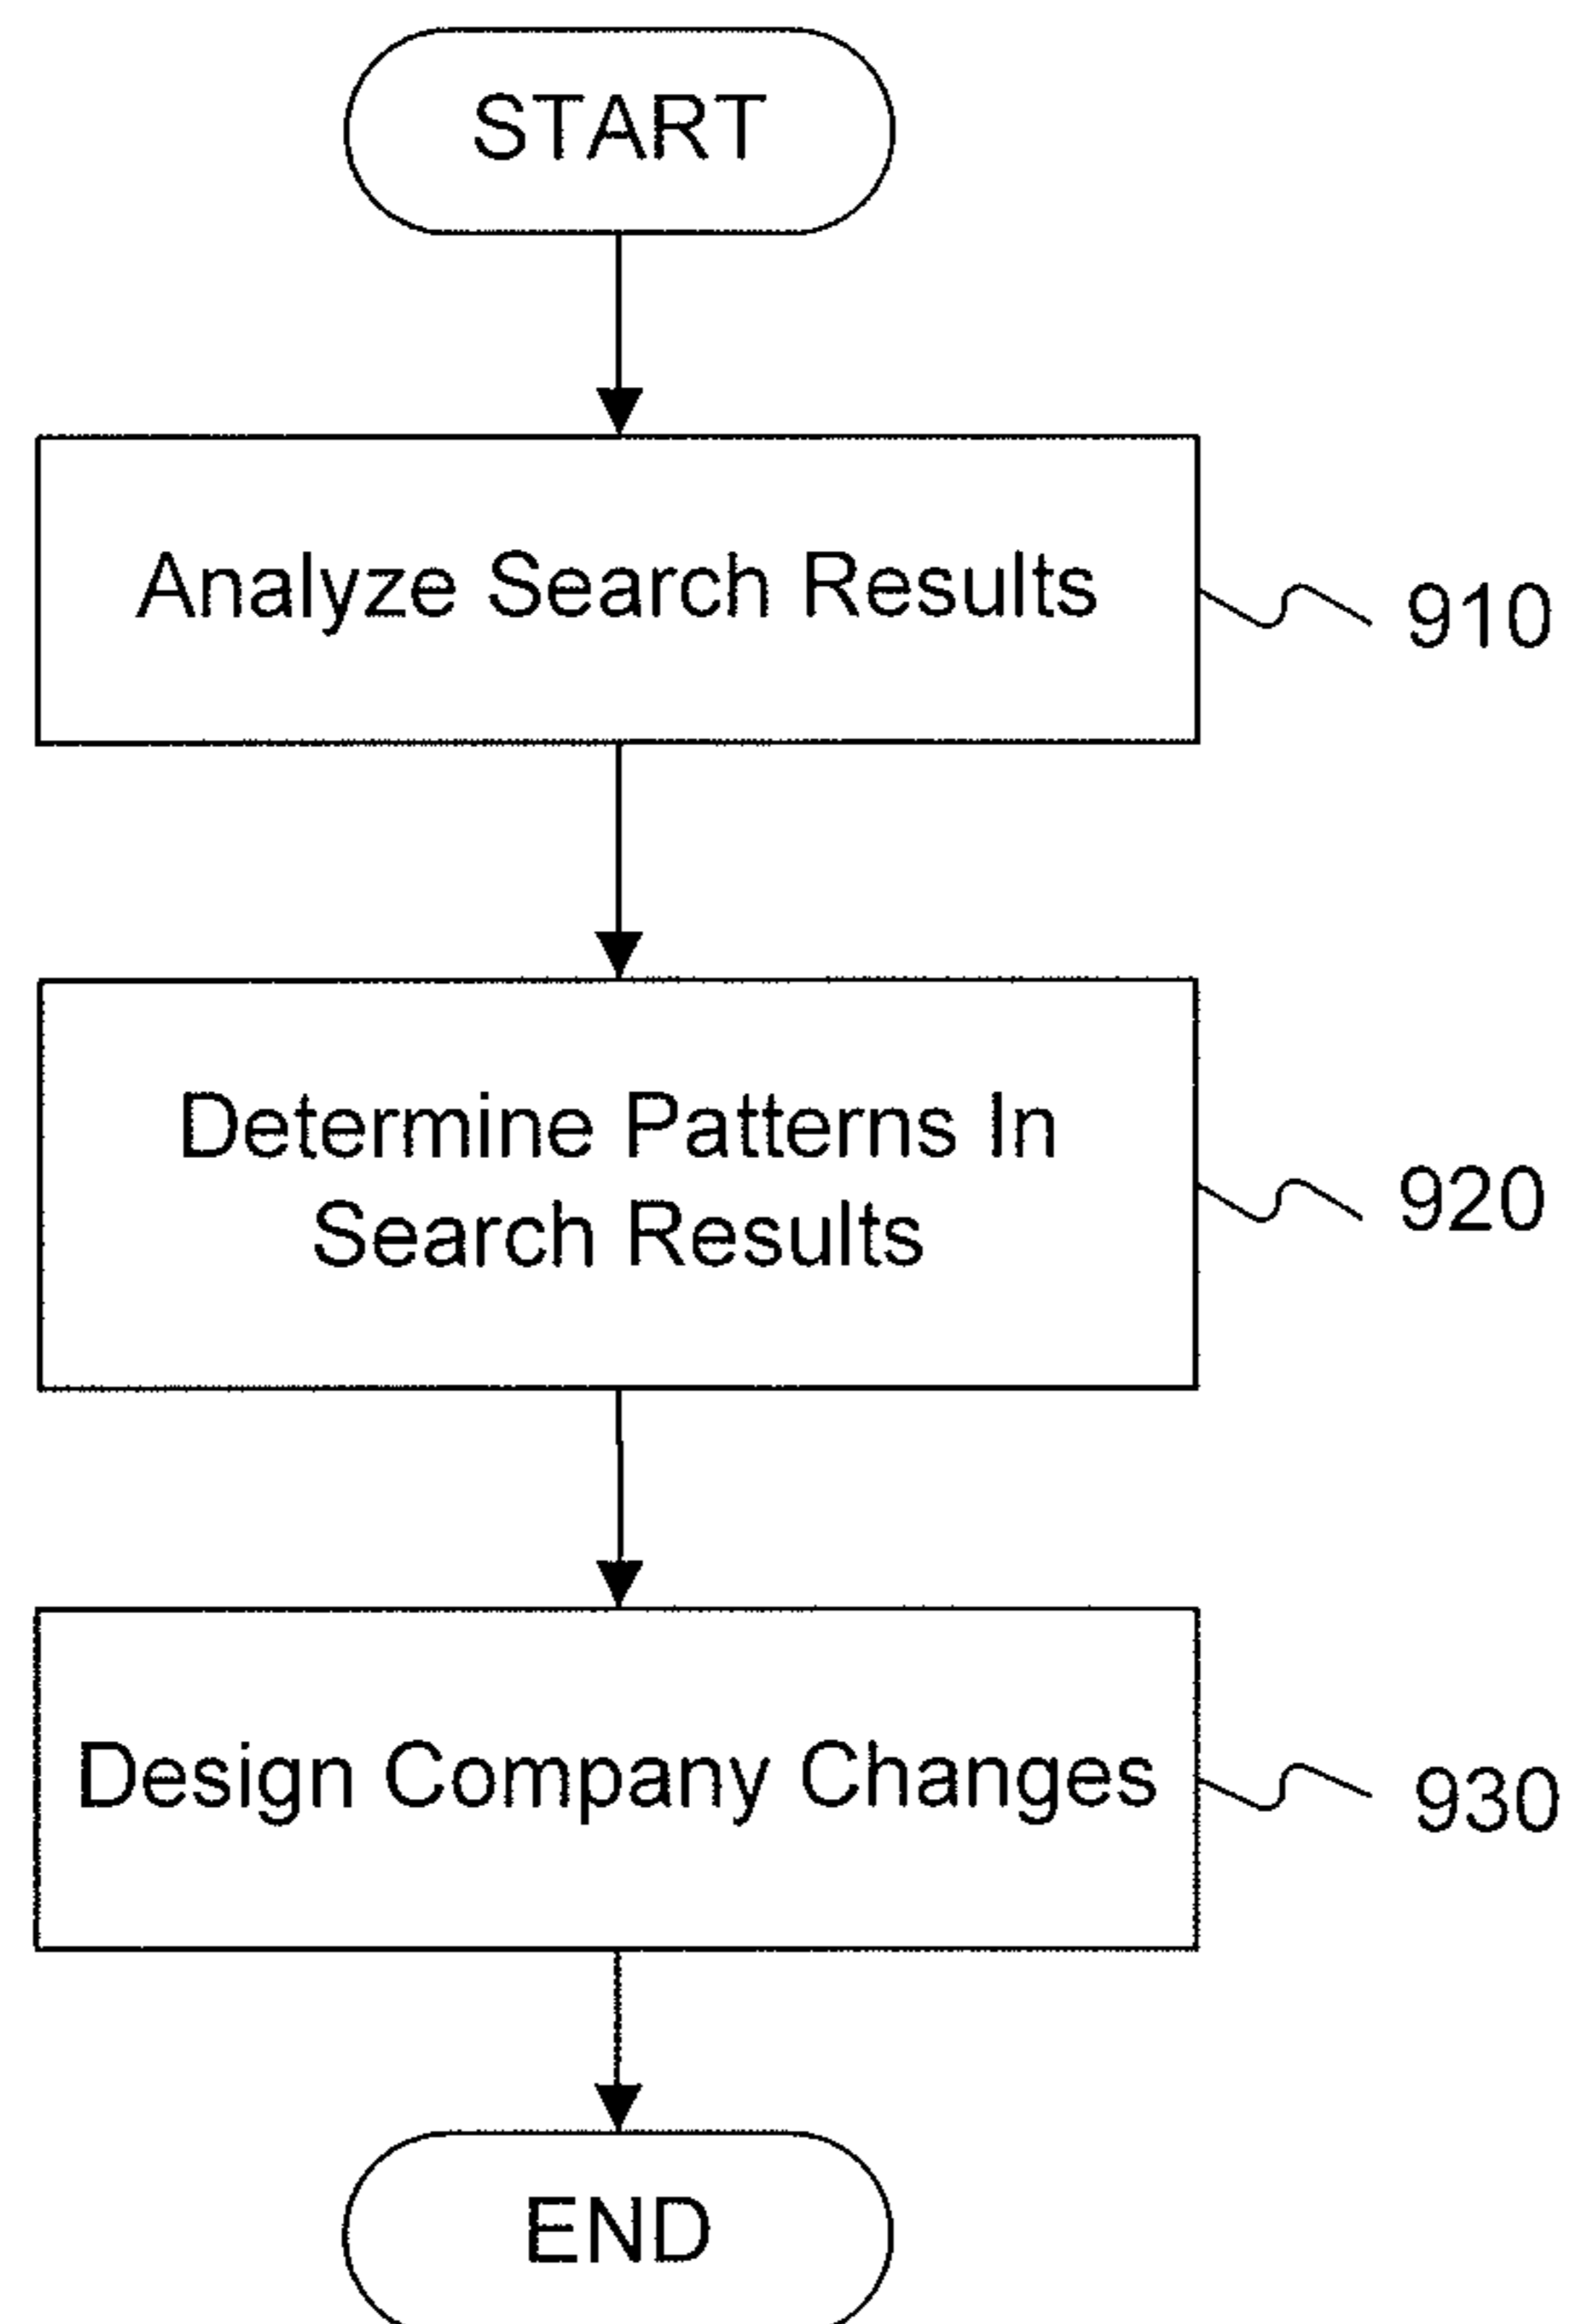 START
Analyze Search Results
910
Determine Patterns In
Search Results
920
Design Company Changes
930
END